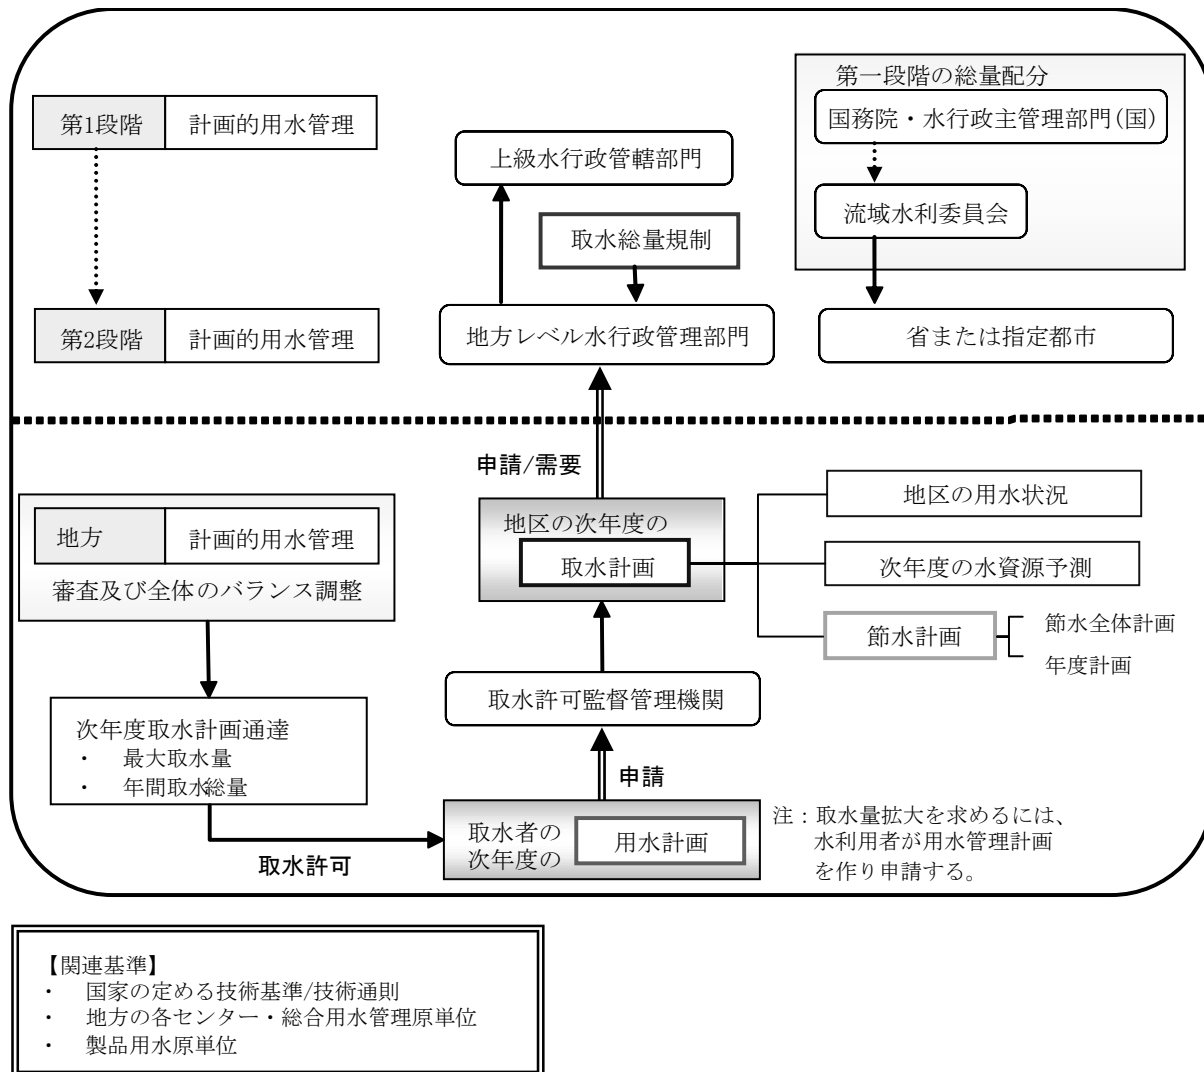 第1段階
計画的用水管理
第2段階
計画的用水管理
上級水行政管轄部門
取水総量規制
地方レベル水行政管理部門
第一段階の総量配分
国務院・水行政主管理部門(国)
流域水利委員会
省または指定都市
申請/需要
地方
計画的用水管理
審査及び全体のバランス調整
地区の次年度の
取水計画
地区の用水状況
次年度の水資源予測
節水計画
節水全体計画
年度計画
取水許可監督管理機関
次年度取水計画通達
・ 最大取水量
・ 年間取水総量
申請
取水許可
取水者の
次年度の
用水計画
注：取水量拡大を求めるには、
水利用者が用水管理計画
を作り申請する。
【関連基準】
・ 国家の定める技術基準/技術通則
・ 地方の各センター・総合用水管理原単位
・ 製品用水原単位